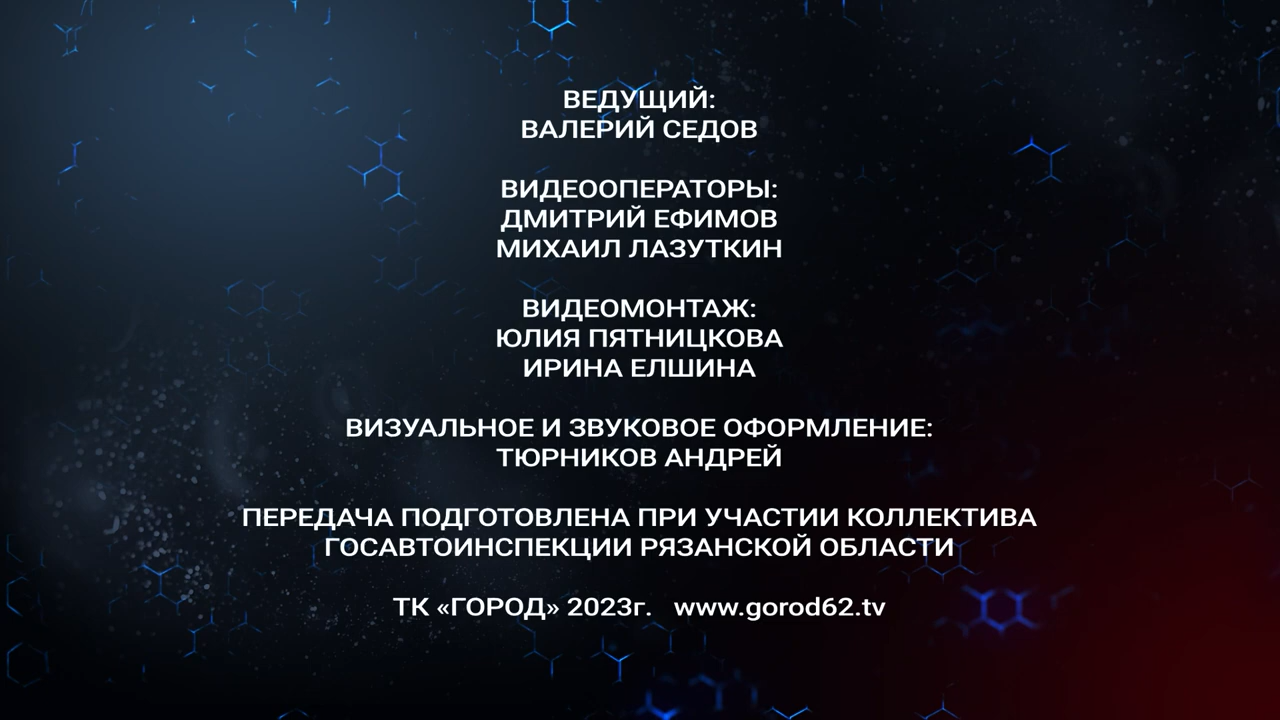 ВЕДУЩИЙ:
ВАЛЕРИЙ СЕДОВ
ВИДЕООПЕРАТОРЫ:
ДМИТРИЙ ЕФИМОВ
МИХАИЛ ЛАЗУТКИН
ВИДЕОМОНТАЖ:
ЮЛИЯ ПЯТНИЦКОВА
ИРИНА ЕЛШИНА
ВИЗУАЛЬНОЕ И ЗВУКОВОЕ ОФОРМЛЕНИЕ:
ТЮРНИКОВ АНДРЕЙ
ПЕРЕДАЧА ПОДГОТОВЛЕНА ПРИ УЧАСТИИ КОЛЛЕКТИВА
ГОСАВТОИНСПЕКЦИИ РЯЗАНСКОЙ ОБЛАСТИ
ТК «ГОРОД» 2023г. www.gorod62.tv